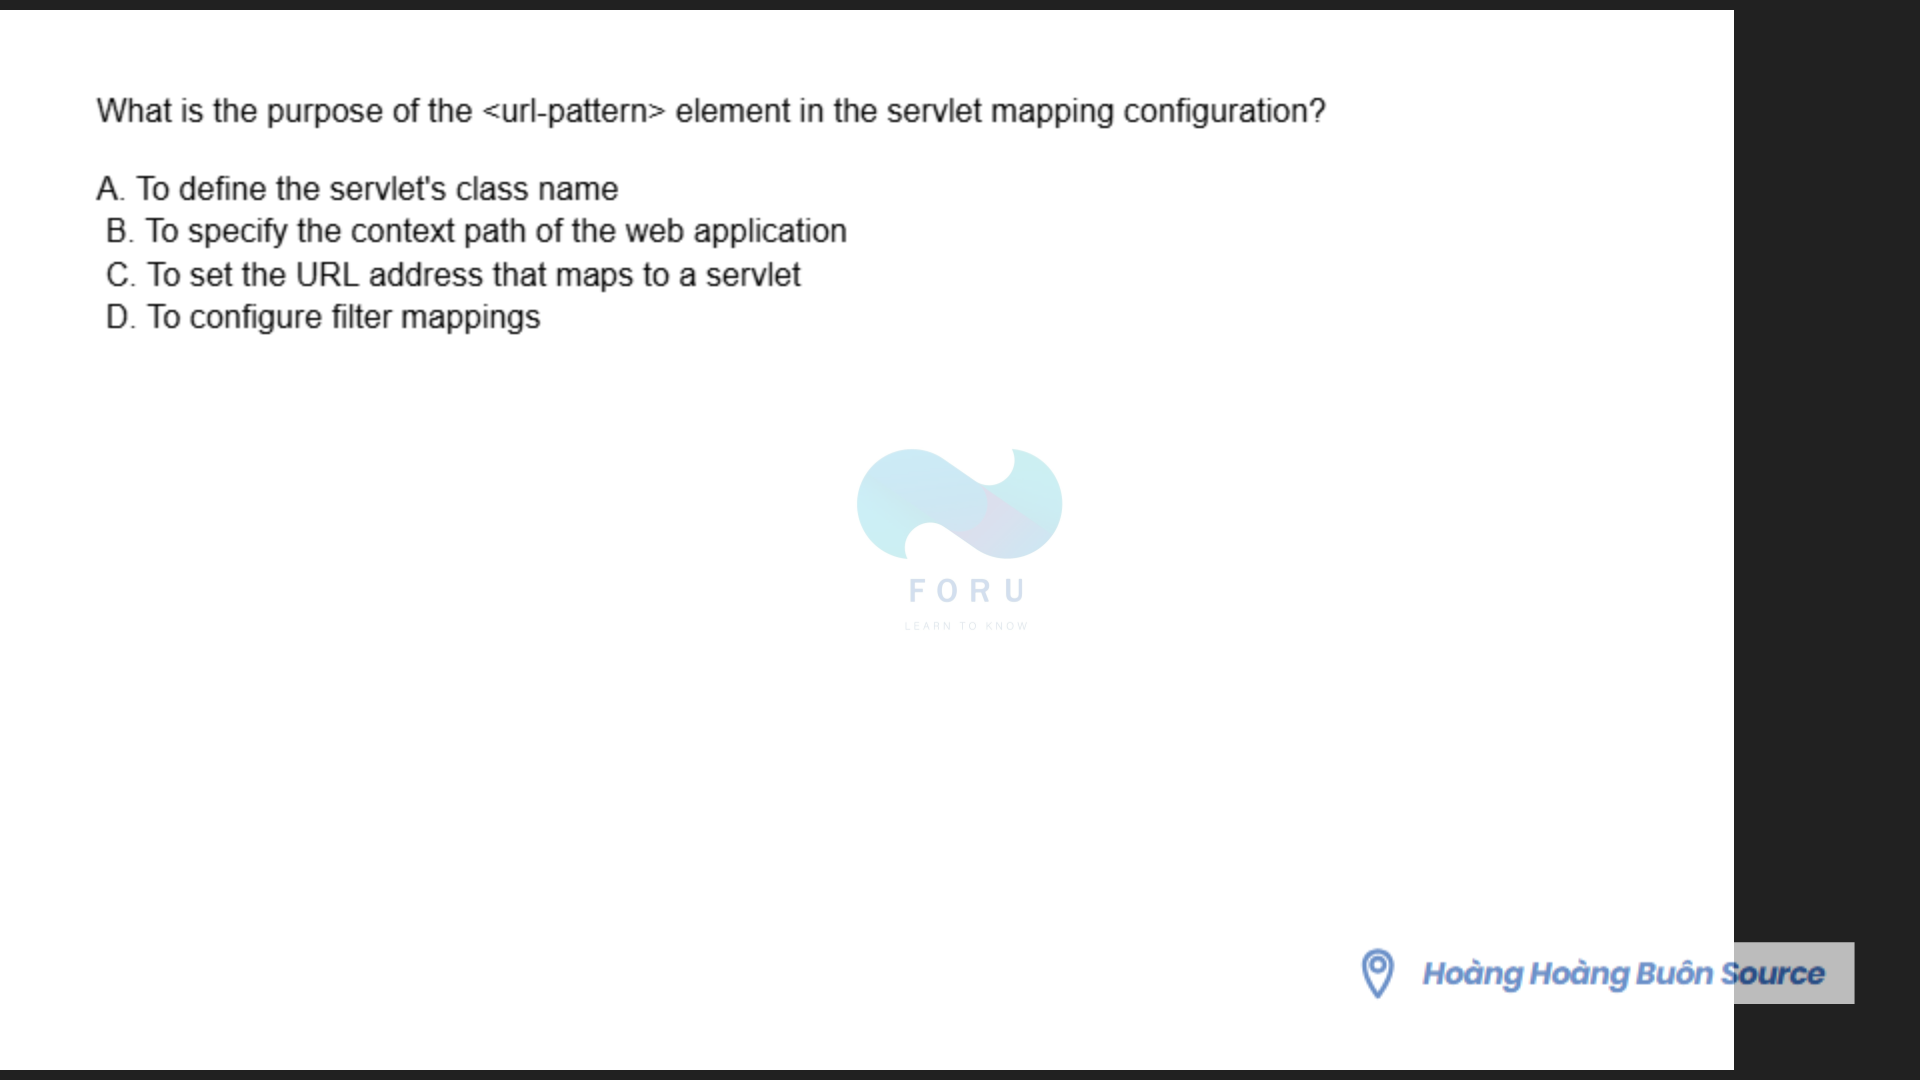 What is the purpose of the <url-pattern> element in the servlet mapping configuration?
A. To define the servlet's class name
B. To specify the context path of the web application
C. To set the URL address that maps to a servlet
D. To configure filter mappings
FORU
LEARN TO KNOW
Hoàng Hoàng Buôn Source